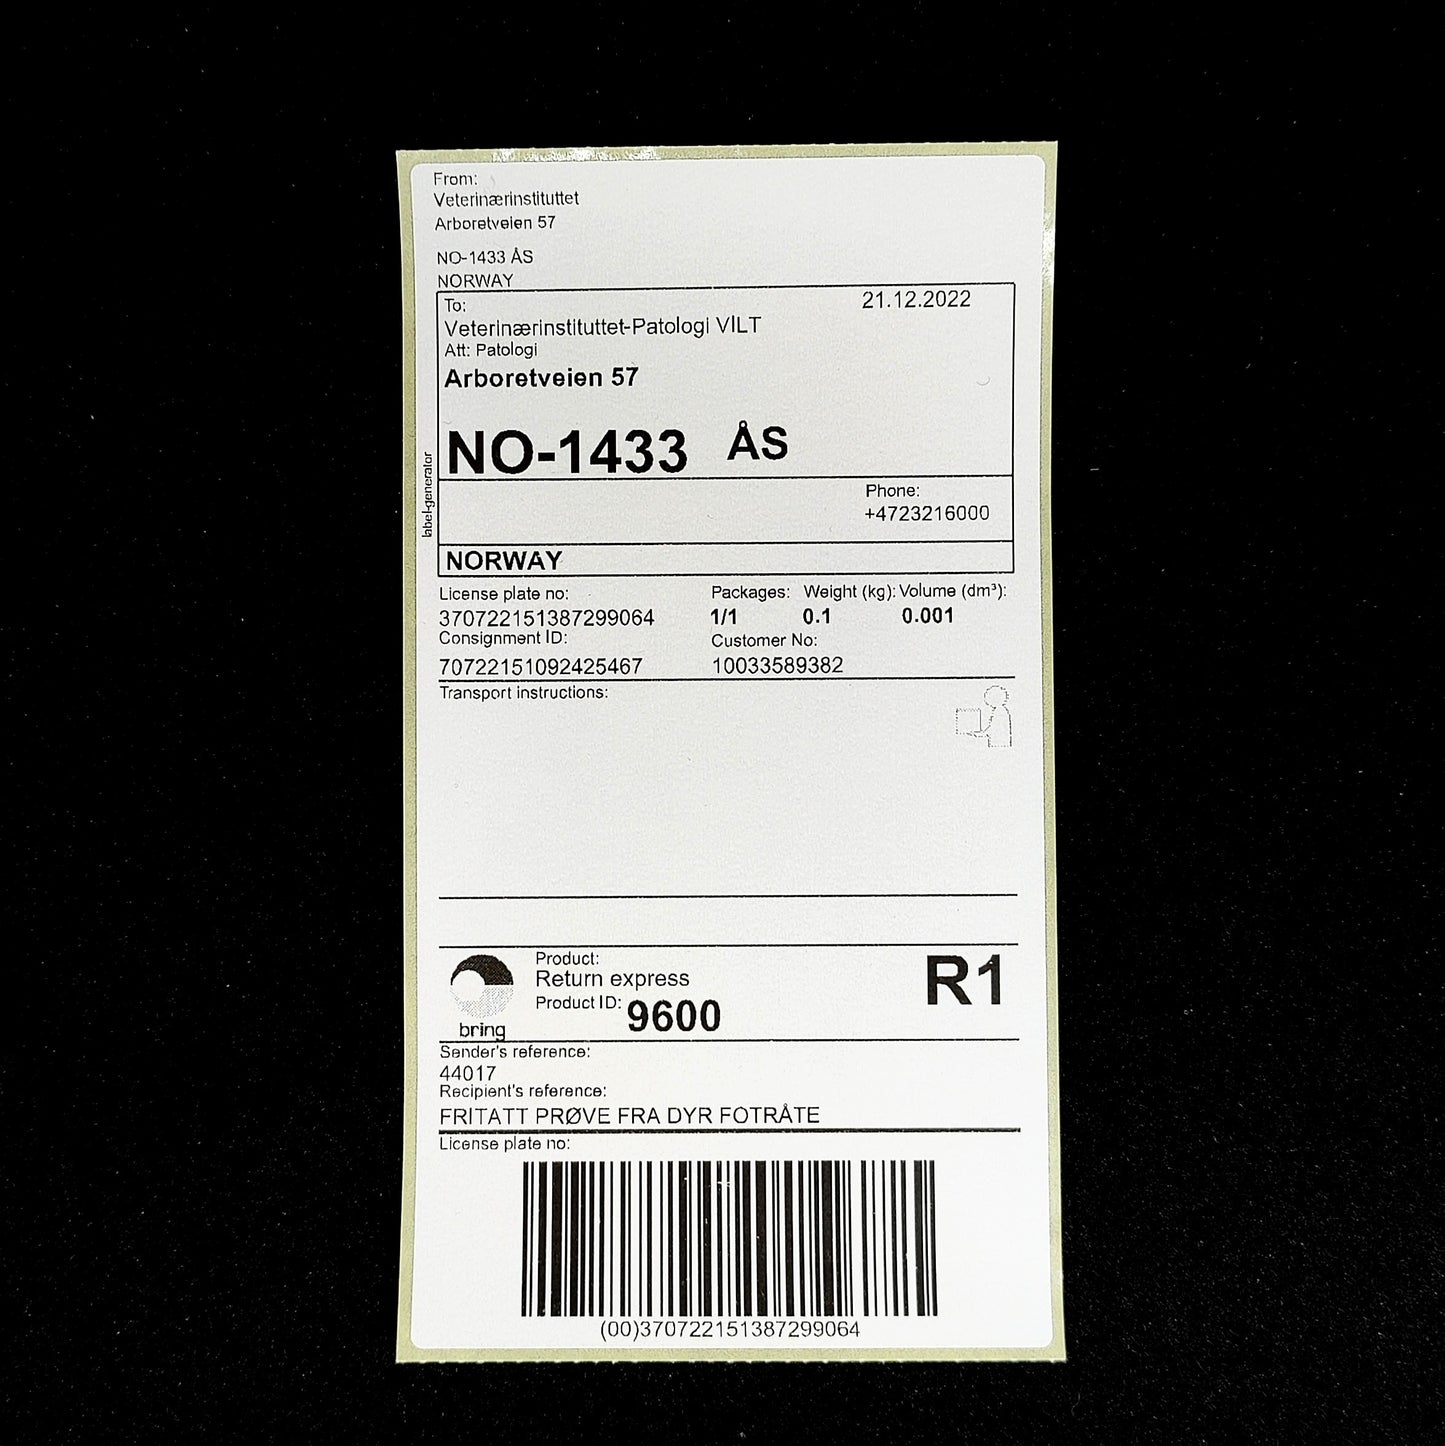 From:
Veterinærinstituttet
Arboretveien 57
NO-1433 ÅS
NORWAY
To: 21.12.2022
Veterinærinstituttet-Patologi VILT
Att: Patologi
Arboretveien 57
NO-1433 ÅS
label-generator
Phone:
+4723216000
NORWAY
License plate no: Packages: Weight (kg): Volume (dm³):
370722151387299064 1/1 0.1 0.001
Consignment ID: Customer No:
70722151092425467 10033589382
Transport instructions:
Product:
Return express
Product ID: 9600
R1
bring
Sender's reference:
44017
Recipient's reference:
FRITATT PRØVE FRA DYR FOTRÅTE
License plate no:
(00)370722151387299064